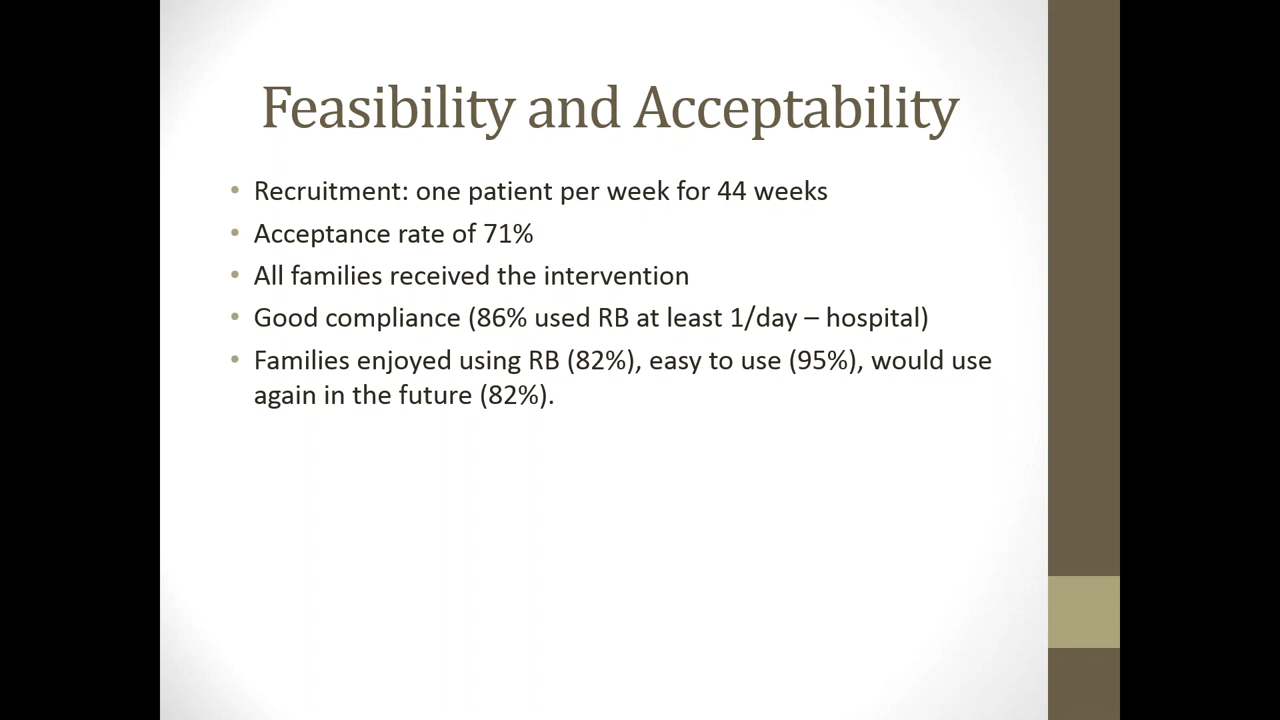 Feasibility and Acceptability
• Recruitment: one patient per week for 44 weeks
• Acceptance rate of 71%
• All families received the intervention
• Good compliance (86% used RB at least 1/day – hospital)
• Families enjoyed using RB (82%), easy to use (95%), would use
again in the future (82%).